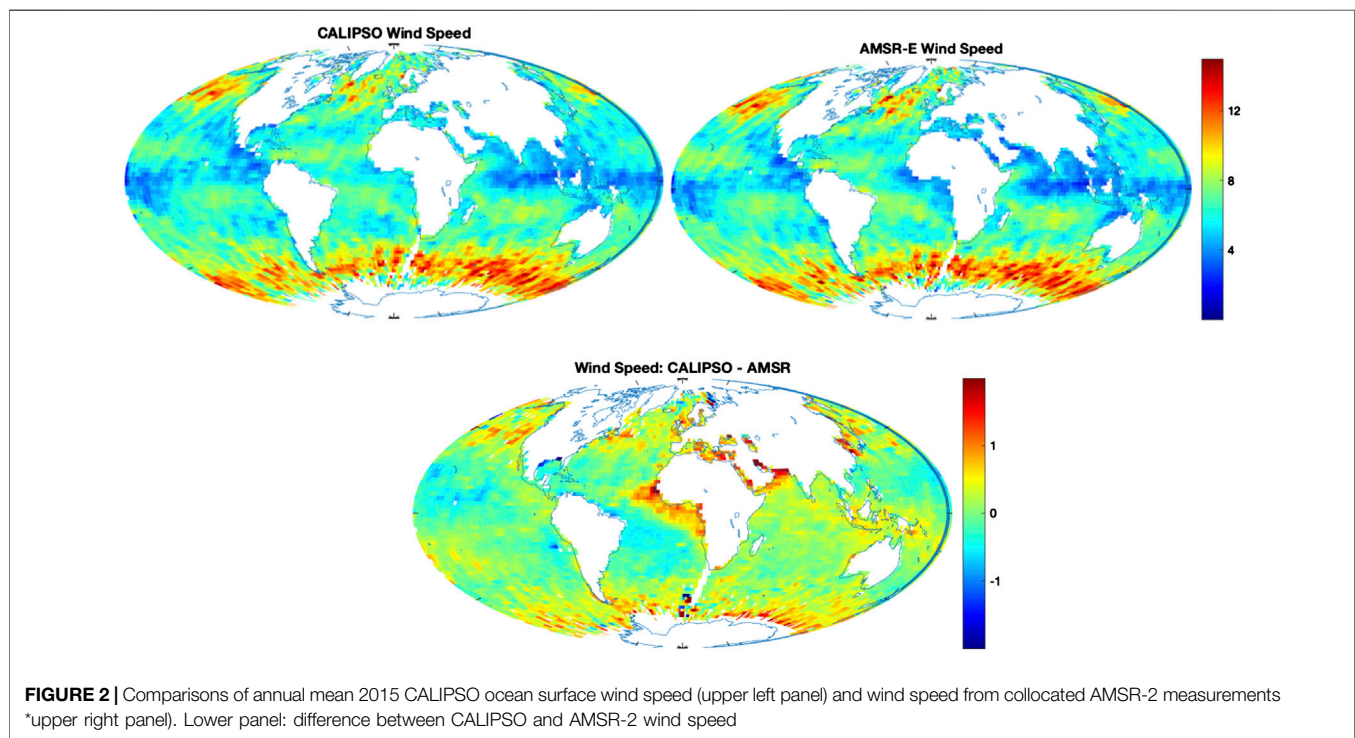 CALIPSO Wind Speed
AMSR-E Wind Speed
12
8
4
Wind Speed: CALIPSO - AMSR
1
0
-1
FIGURE 2 | Comparisons of annual mean 2015 CALIPSO ocean surface wind speed (upper left panel) and wind speed from collocated AMSR-2 measurements
*upper right panel). Lower panel: difference between CALIPSO and AMSR-2 wind speed